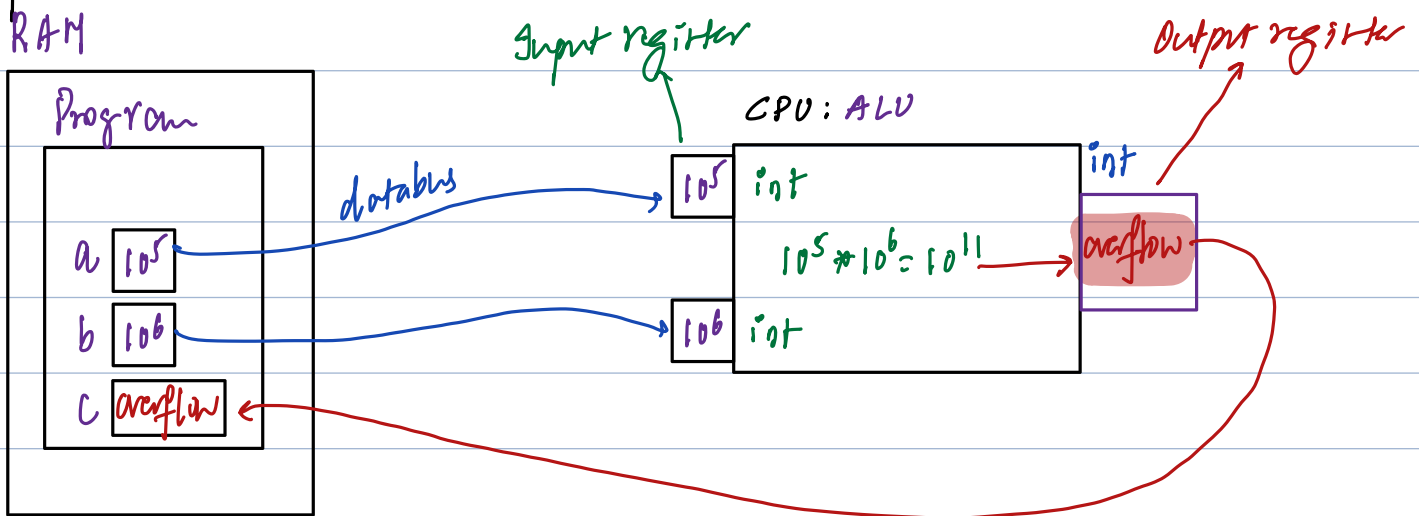 RAM
Input register
Output register
Program
CPU: ALU
databus
10⁵
int
int
a
10⁵
10⁵*10⁶=10¹¹
overflow
b
10⁶
10⁶
int
c
overflow